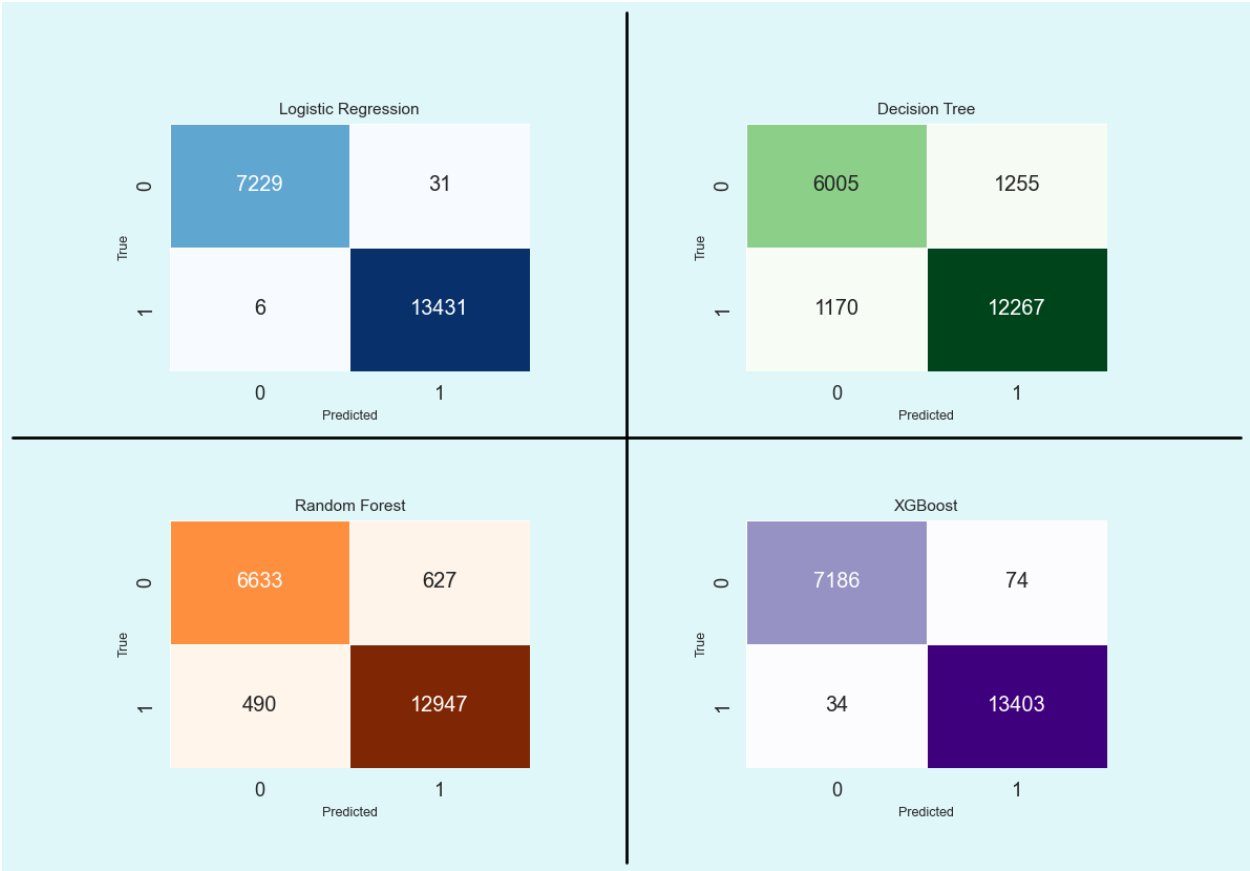 Logistic Regression
0
7229
31
True
1
6
13431
0
1
Predicted
Decision Tree
0
6005
1255
True
1
1170
12267
0
1
Predicted
Random Forest
0
6633
627
True
1
490
12947
0
1
Predicted
XGBoost
0
7186
74
True
1
34
13403
0
1
Predicted